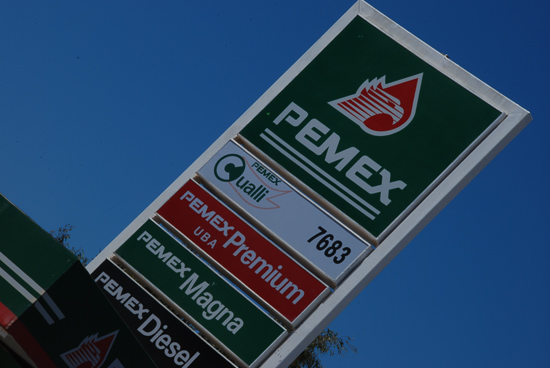 PEMEX
PEMEX
Cualli
7683
PEMEX Premium
UBA
PEMEX Magna
PEMEX Diesel